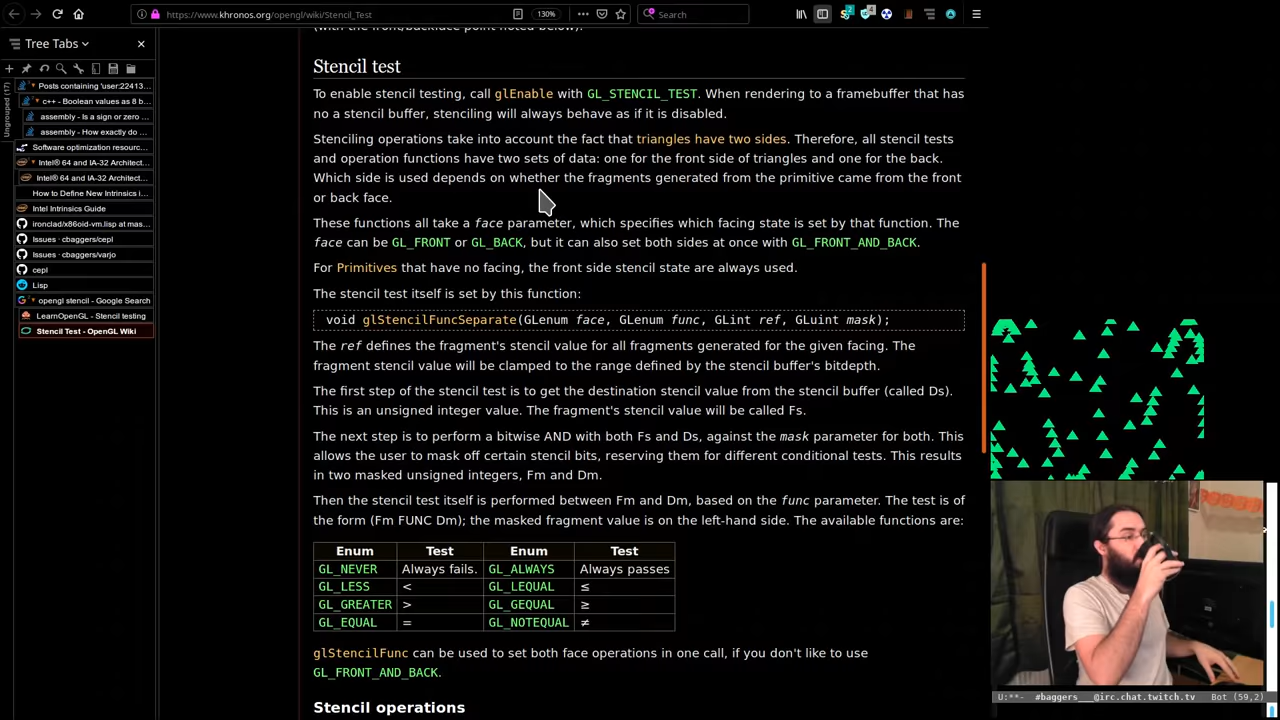 https://www.khronos.org/opengl/wiki/Stencil_Test
130%
Search
2
4
Tree Tabs
Ungrouped (17)
Posts containing 'user:22413...
c++ - Boolean values as 8 b...
assembly - Is a sign or zero ...
assembly - How exactly do ...
Software optimization resourc...
Intel® 64 and IA-32 Architect...
Intel® 64 and IA-32 Architect...
How to Define New Intrinsics i...
Intel Intrinsics Guide
ironclad/x86oid-vm.lisp at mas...
Issues · cbaggers/cepl
Issues · cbaggers/varjo
cepl
Lisp
opengl stencil - Google Search
LearnOpenGL - Stencil testing
Stencil Test - OpenGL Wiki
(with the front/backface point noted below).
Stencil test
To enable stencil testing, call glEnable with GL_STENCIL_TEST. When rendering to a framebuffer that has
no a stencil buffer, stenciling will always behave as if it is disabled.
Stenciling operations take into account the fact that triangles have two sides. Therefore, all stencil tests
and operation functions have two sets of data: one for the front side of triangles and one for the back.
Which side is used depends on whether the fragments generated from the primitive came from the front
or back face.
These functions all take a face parameter, which specifies which facing state is set by that function. The
face can be GL_FRONT or GL_BACK, but it can also set both sides at once with GL_FRONT_AND_BACK.
For Primitives that have no facing, the front side stencil state are always used.
The stencil test itself is set by this function:
void glStencilFuncSeparate(GLenum face, GLenum func, GLint ref, GLuint mask);
The ref defines the fragment's stencil value for all fragments generated for the given facing. The
fragment stencil value will be clamped to the range defined by the stencil buffer's bitdepth.
The first step of the stencil test is to get the destination stencil value from the stencil buffer (called Ds).
This is an unsigned integer value. The fragment's stencil value will be called Fs.
The next step is to perform a bitwise AND with both Fs and Ds, against the mask parameter for both. This
allows the user to mask off certain stencil bits, reserving them for different conditional tests. This results
in two masked unsigned integers, Fm and Dm.
Then the stencil test itself is performed between Fm and Dm, based on the func parameter. The test is of
the form (Fm FUNC Dm); the masked fragment value is on the left-hand side. The available functions are:
Enum Test Enum Test
GL_NEVER Always fails. GL_ALWAYS Always passes
GL_LESS < GL_LEQUAL ≤
GL_GREATER > GL_GEQUAL ≥
GL_EQUAL = GL_NOTEQUAL ≠
glStencilFunc can be used to set both face operations in one call, if you don't like to use
GL_FRONT_AND_BACK.
Stencil operations
U:**- #baggers___@irc.chat.twitch.tv Bot (59,2)